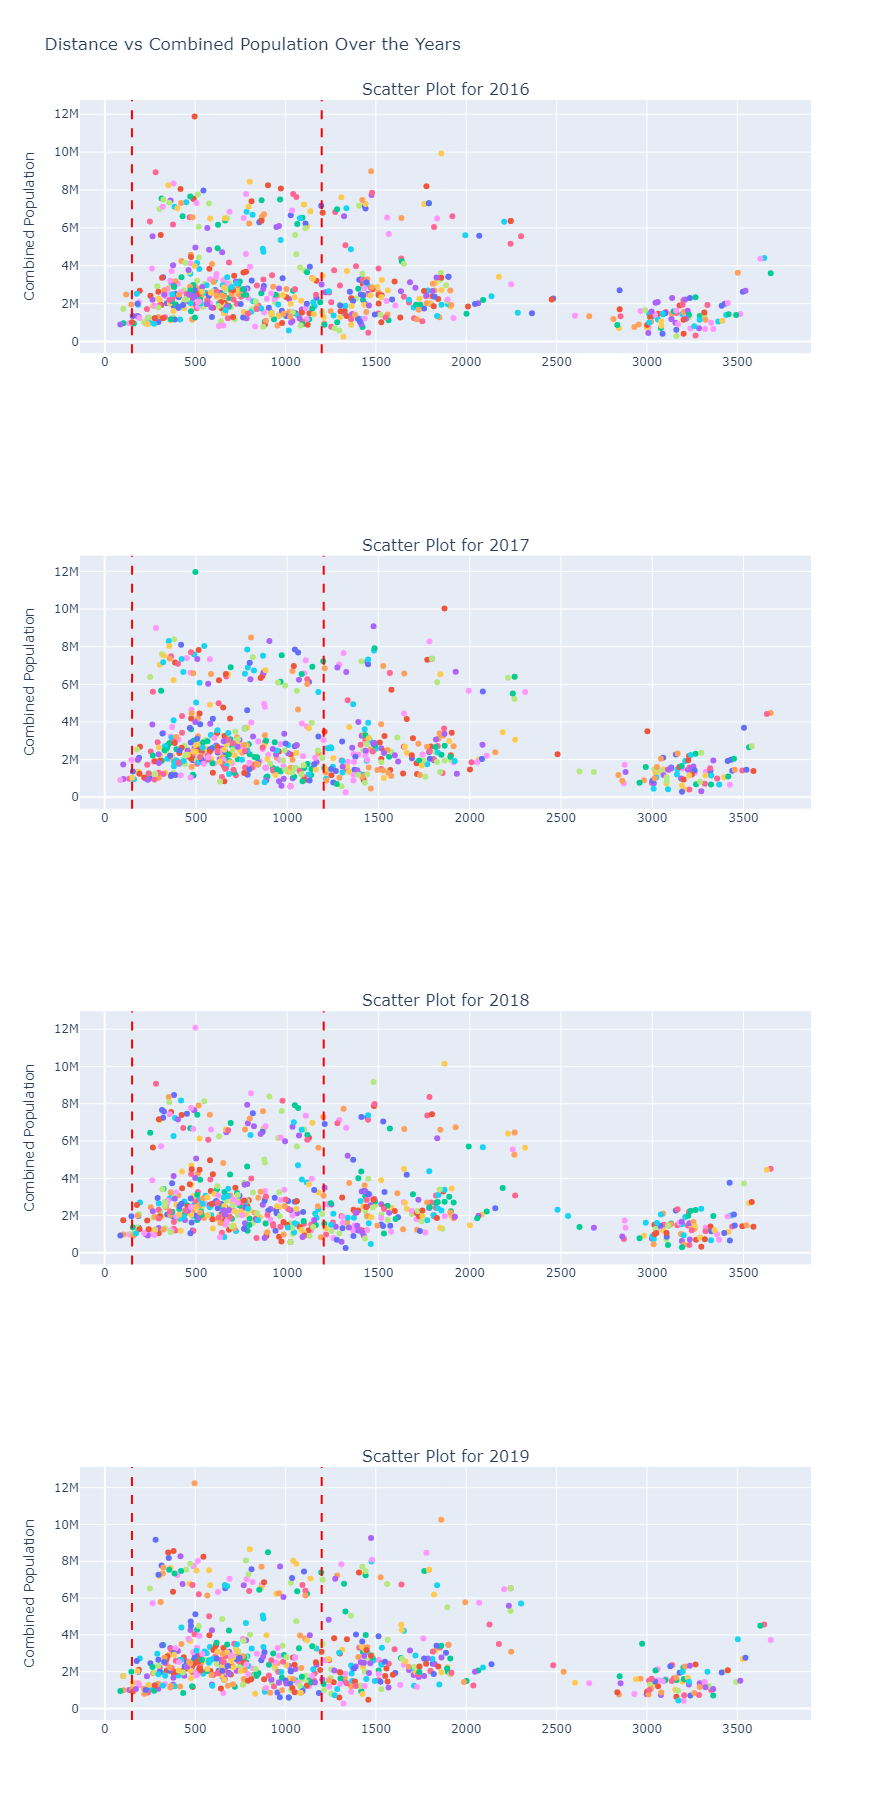 Distance vs Combined Population Over the Years
Scatter Plot for 2016
12M
10M
8M
6M
4M
2M
0
Combined Population
0 500 1000 1500 2000 2500 3000 3500
Scatter Plot for 2017
12M
10M
8M
6M
4M
2M
0
Combined Population
0 500 1000 1500 2000 2500 3000 3500
Scatter Plot for 2018
12M
10M
8M
6M
4M
2M
0
Combined Population
0 500 1000 1500 2000 2500 3000 3500
Scatter Plot for 2019
12M
10M
8M
6M
4M
2M
0
Combined Population
0 500 1000 1500 2000 2500 3000 3500